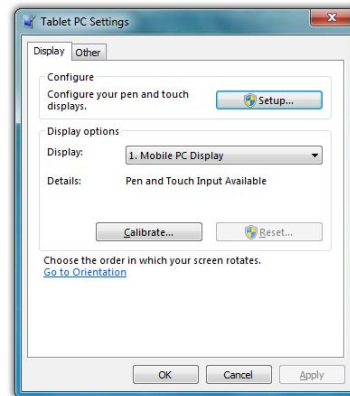 Tablet PC Settings
Display Other
Configure
Configure your pen and touch
displays.
Setup...
Display options
Display: 1. Mobile PC Display
Details: Pen and Touch Input Available
Calibrate... Reset...
Choose the order in which your screen rotates.
Go to Orientation
OK Cancel Apply